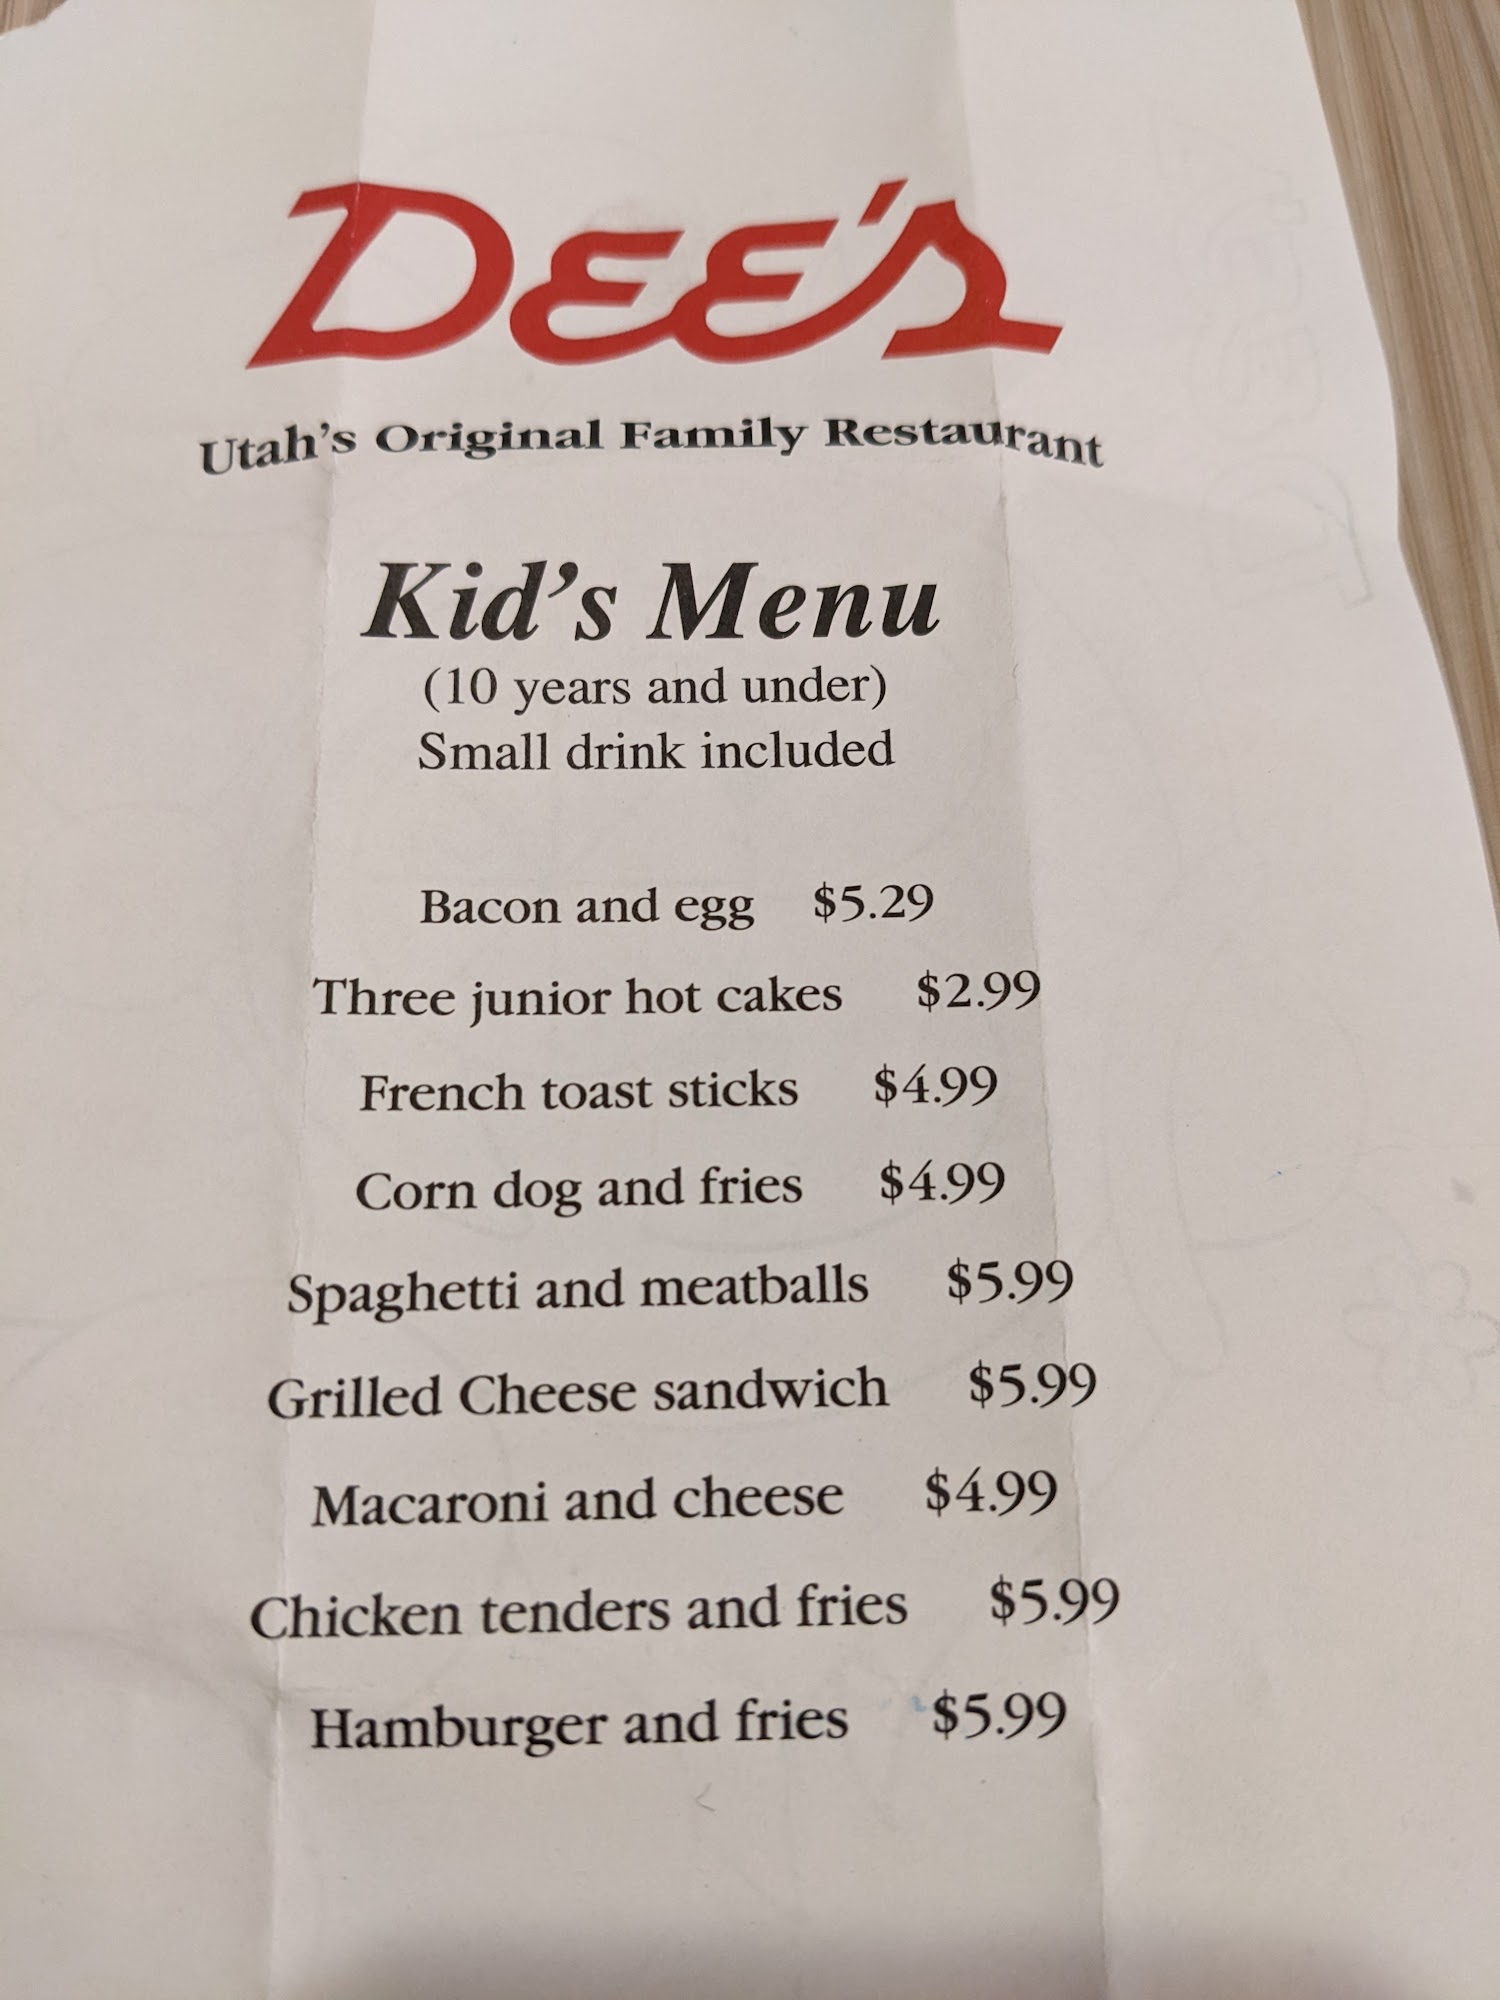 DEE's
Utah's Original Family Restaurant
Kid's Menu
(10 years and under)
Small drink included
Bacon and egg $5.29
Three junior hot cakes $2.99
French toast sticks $4.99
Corn dog and fries $4.99
Spaghetti and meatballs $5.99
Grilled Cheese sandwich $5.99
Macaroni and cheese $4.99
Chicken tenders and fries $5.99
Hamburger and fries $5.99